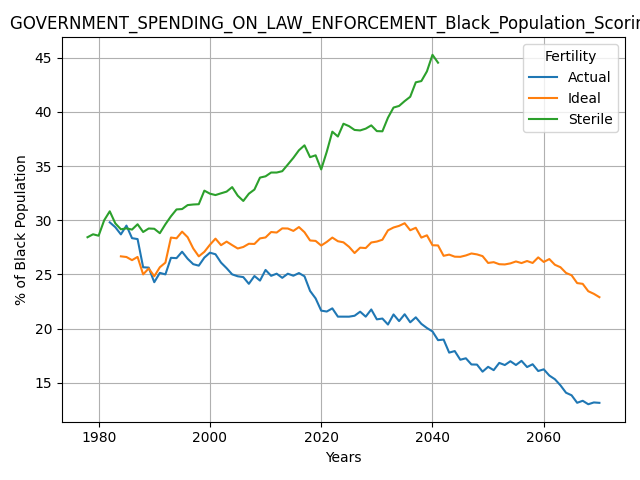 GOVERNMENT_SPENDING_ON_LAW_ENFORCEMENT_Black_Population_Scorin
Fertility
Actual
Ideal
Sterile
% of Black Population
45
40
35
30
25
20
15
1980 2000 2020 2040 2060
Years